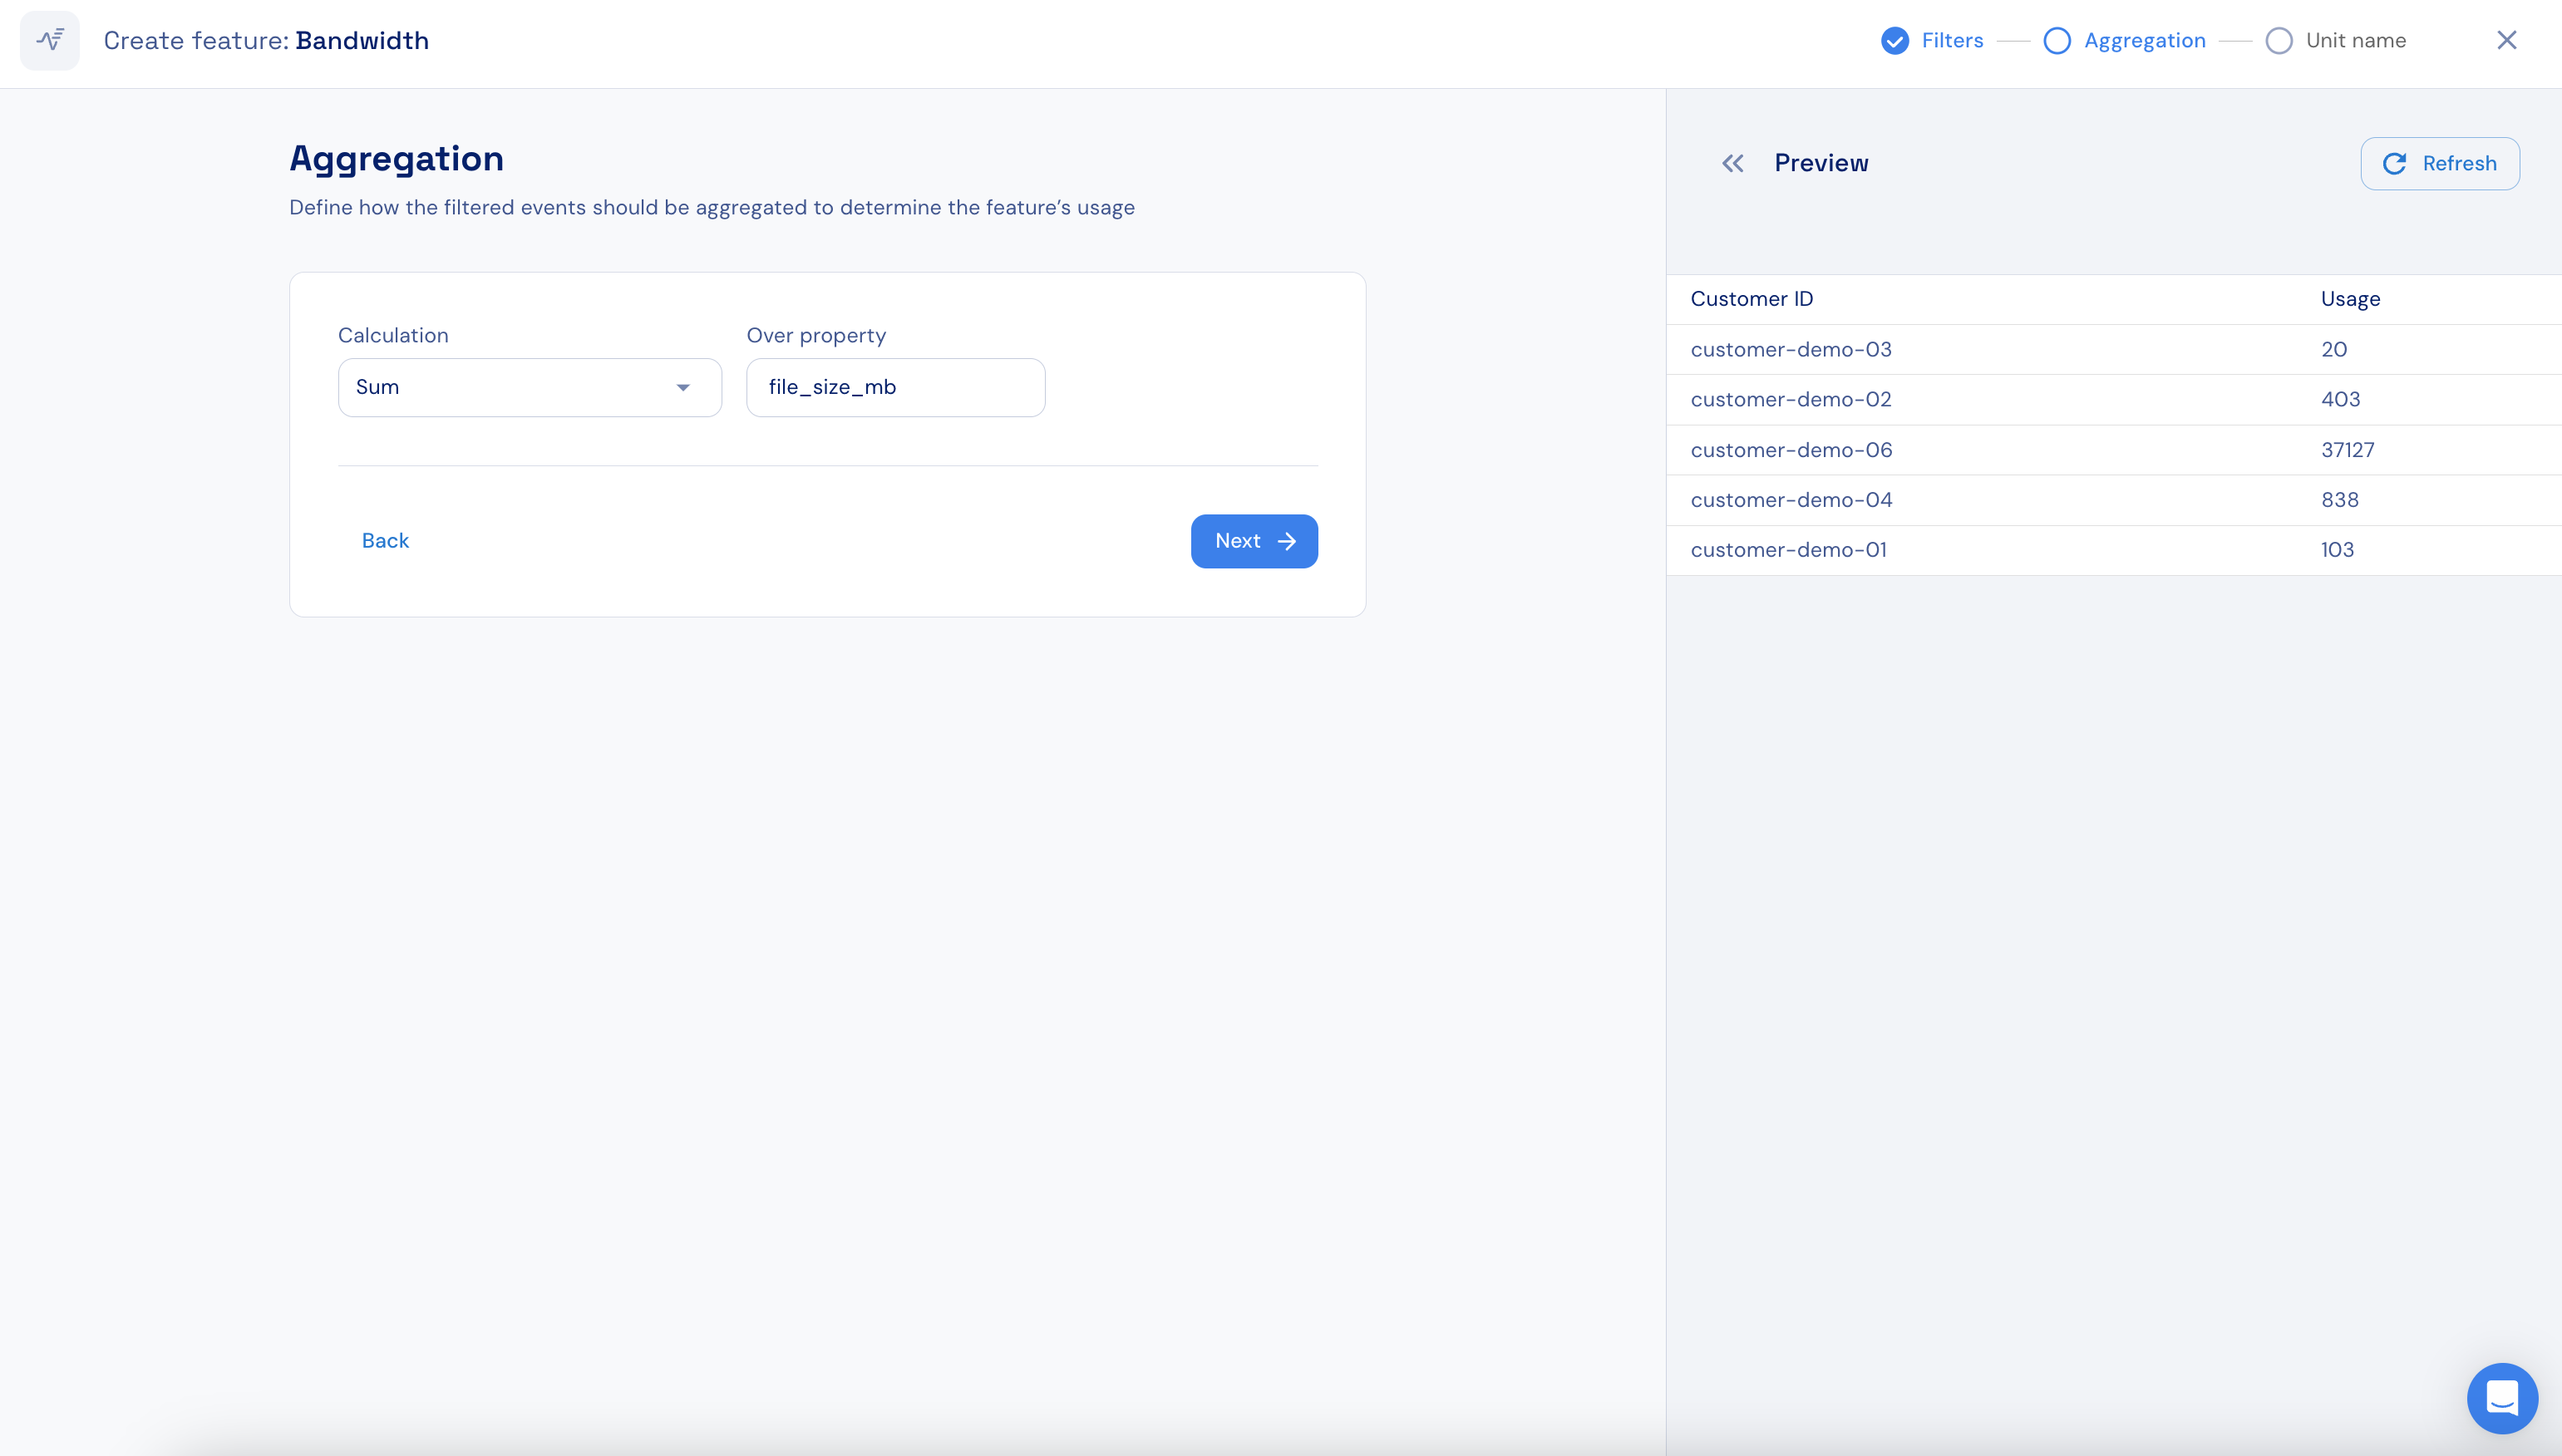 Create feature: Bandwidth
Filters
Aggregation
Unit name
Aggregation
Define how the filtered events should be aggregated to determine the feature’s usage
Calculation
Over property
Sum
file_size_mb
Back
Next
Preview
Refresh
Customer ID Usage
customer-demo-03 20
customer-demo-02 403
customer-demo-06 37127
customer-demo-04 838
customer-demo-01 103